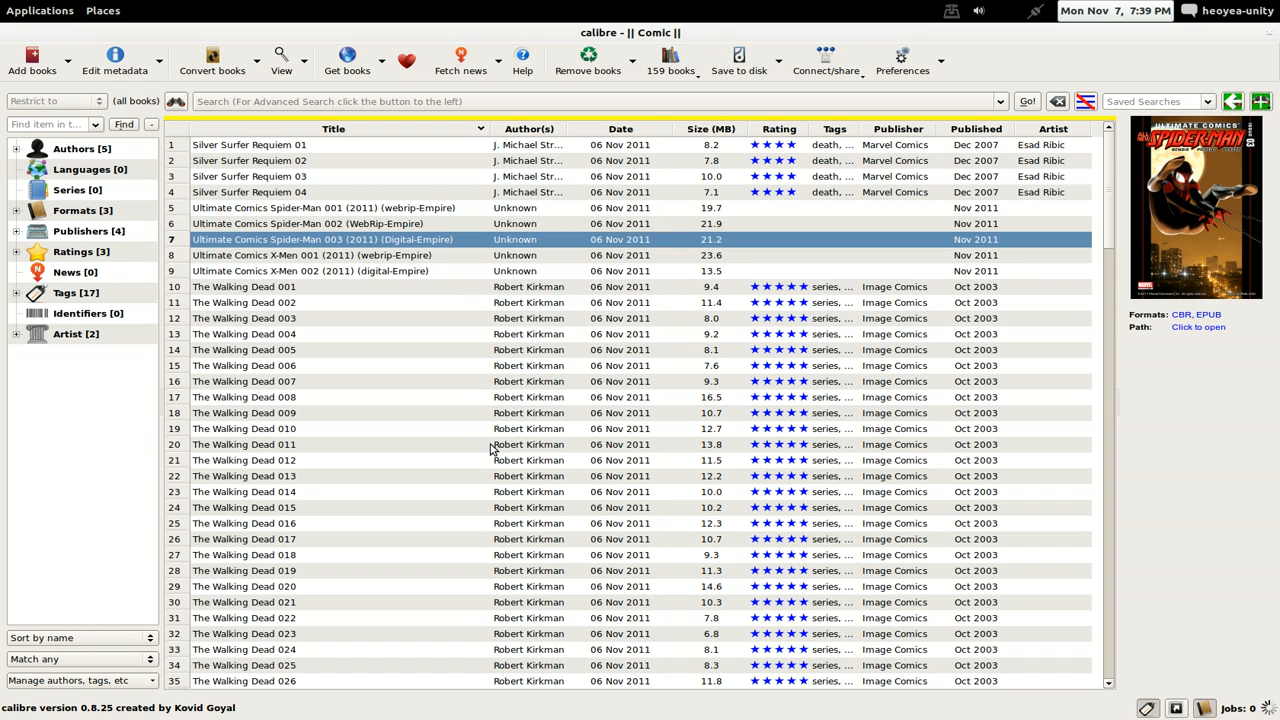 Applications Places Mon Nov 7, 7:39 PM heoyea-unity
calibre - || Comic ||
Add books Edit metadata Convert books View Get books Fetch news Help Remove books 159 books Save to disk Connect/share Preferences
Restrict to (all books) Search (For Advanced Search click the button to the left) Go! Saved Searches
Find item in t... Find -
Title Author(s) Date Size (MB) Rating Tags Publisher Published Artist
1 Silver Surfer Requiem 01 J. Michael Str... 06 Nov 2011 8.2 ★★★★ death, ... Marvel Comics Dec 2007 Esad Ribic
2 Silver Surfer Requiem 02 J. Michael Str... 06 Nov 2011 7.8 ★★★★ death, ... Marvel Comics Dec 2007 Esad Ribic
3 Silver Surfer Requiem 03 J. Michael Str... 06 Nov 2011 10.0 ★★★★ death, ... Marvel Comics Dec 2007 Esad Ribic
4 Silver Surfer Requiem 04 J. Michael Str... 06 Nov 2011 7.1 ★★★★ death, ... Marvel Comics Dec 2007 Esad Ribic
5 Ultimate Comics Spider-Man 001 (2011) (webrip-Empire) Unknown 06 Nov 2011 19.7 Nov 2011
6 Ultimate Comics Spider-Man 002 (WebRip-Empire) Unknown 06 Nov 2011 21.9 Nov 2011
7 Ultimate Comics Spider-Man 003 (2011) (Digital-Empire) Unknown 06 Nov 2011 21.2 Nov 2011
8 Ultimate Comics X-Men 001 (2011) (webrip-Empire) Unknown 06 Nov 2011 23.6 Nov 2011
9 Ultimate Comics X-Men 002 (2011) (digital-Empire) Unknown 06 Nov 2011 13.5 Nov 2011
10 The Walking Dead 001 Robert Kirkman 06 Nov 2011 9.4 ★★★★★ series, ... Image Comics Oct 2003
11 The Walking Dead 002 Robert Kirkman 06 Nov 2011 11.4 ★★★★★ series, ... Image Comics Oct 2003
12 The Walking Dead 003 Robert Kirkman 06 Nov 2011 8.0 ★★★★★ series, ... Image Comics Oct 2003
13 The Walking Dead 004 Robert Kirkman 06 Nov 2011 9.2 ★★★★★ series, ... Image Comics Oct 2003
14 The Walking Dead 005 Robert Kirkman 06 Nov 2011 8.1 ★★★★★ series, ... Image Comics Oct 2003
15 The Walking Dead 006 Robert Kirkman 06 Nov 2011 7.6 ★★★★★ series, ... Image Comics Oct 2003
16 The Walking Dead 007 Robert Kirkman 06 Nov 2011 9.3 ★★★★★ series, ... Image Comics Oct 2003
17 The Walking Dead 008 Robert Kirkman 06 Nov 2011 16.5 ★★★★★ series, ... Image Comics Oct 2003
18 The Walking Dead 009 Robert Kirkman 06 Nov 2011 10.7 ★★★★★ series, ... Image Comics Oct 2003
19 The Walking Dead 010 Robert Kirkman 06 Nov 2011 12.7 ★★★★★ series, ... Image Comics Oct 2003
20 The Walking Dead 011 Robert Kirkman 06 Nov 2011 13.8 ★★★★★ series, ... Image Comics Oct 2003
21 The Walking Dead 012 Robert Kirkman 06 Nov 2011 11.5 ★★★★★ series, ... Image Comics Oct 2003
22 The Walking Dead 013 Robert Kirkman 06 Nov 2011 12.2 ★★★★★ series, ... Image Comics Oct 2003
23 The Walking Dead 014 Robert Kirkman 06 Nov 2011 10.0 ★★★★★ series, ... Image Comics Oct 2003
24 The Walking Dead 015 Robert Kirkman 06 Nov 2011 10.2 ★★★★★ series, ... Image Comics Oct 2003
25 The Walking Dead 016 Robert Kirkman 06 Nov 2011 12.3 ★★★★★ series, ... Image Comics Oct 2003
26 The Walking Dead 017 Robert Kirkman 06 Nov 2011 10.7 ★★★★★ series, ... Image Comics Oct 2003
27 The Walking Dead 018 Robert Kirkman 06 Nov 2011 9.3 ★★★★★ series, ... Image Comics Oct 2003
28 The Walking Dead 019 Robert Kirkman 06 Nov 2011 11.3 ★★★★★ series, ... Image Comics Oct 2003
29 The Walking Dead 020 Robert Kirkman 06 Nov 2011 14.6 ★★★★★ series, ... Image Comics Oct 2003
30 The Walking Dead 021 Robert Kirkman 06 Nov 2011 10.3 ★★★★★ series, ... Image Comics Oct 2003
31 The Walking Dead 022 Robert Kirkman 06 Nov 2011 7.8 ★★★★★ series, ... Image Comics Oct 2003
32 The Walking Dead 023 Robert Kirkman 06 Nov 2011 6.8 ★★★★★ series, ... Image Comics Oct 2003
33 The Walking Dead 024 Robert Kirkman 06 Nov 2011 8.1 ★★★★★ series, ... Image Comics Oct 2003
34 The Walking Dead 025 Robert Kirkman 06 Nov 2011 8.3 ★★★★★ series, ... Image Comics Oct 2003
35 The Walking Dead 026 Robert Kirkman 06 Nov 2011 11.8 ★★★★★ series, ... Image Comics Oct 2003
Authors [5]
Languages [0]
Series [0]
Formats [3]
Publishers [4]
Ratings [3]
News [0]
Tags [17]
Identifiers [0]
Artist [2]
Sort by name
Match any
Manage authors, tags, etc
ULTIMATE COMICS
SPIDER-MAN
Formats: CBR, EPUB
Path: Click to open
calibre version 0.8.25 created by Kovid Goyal Jobs: 0